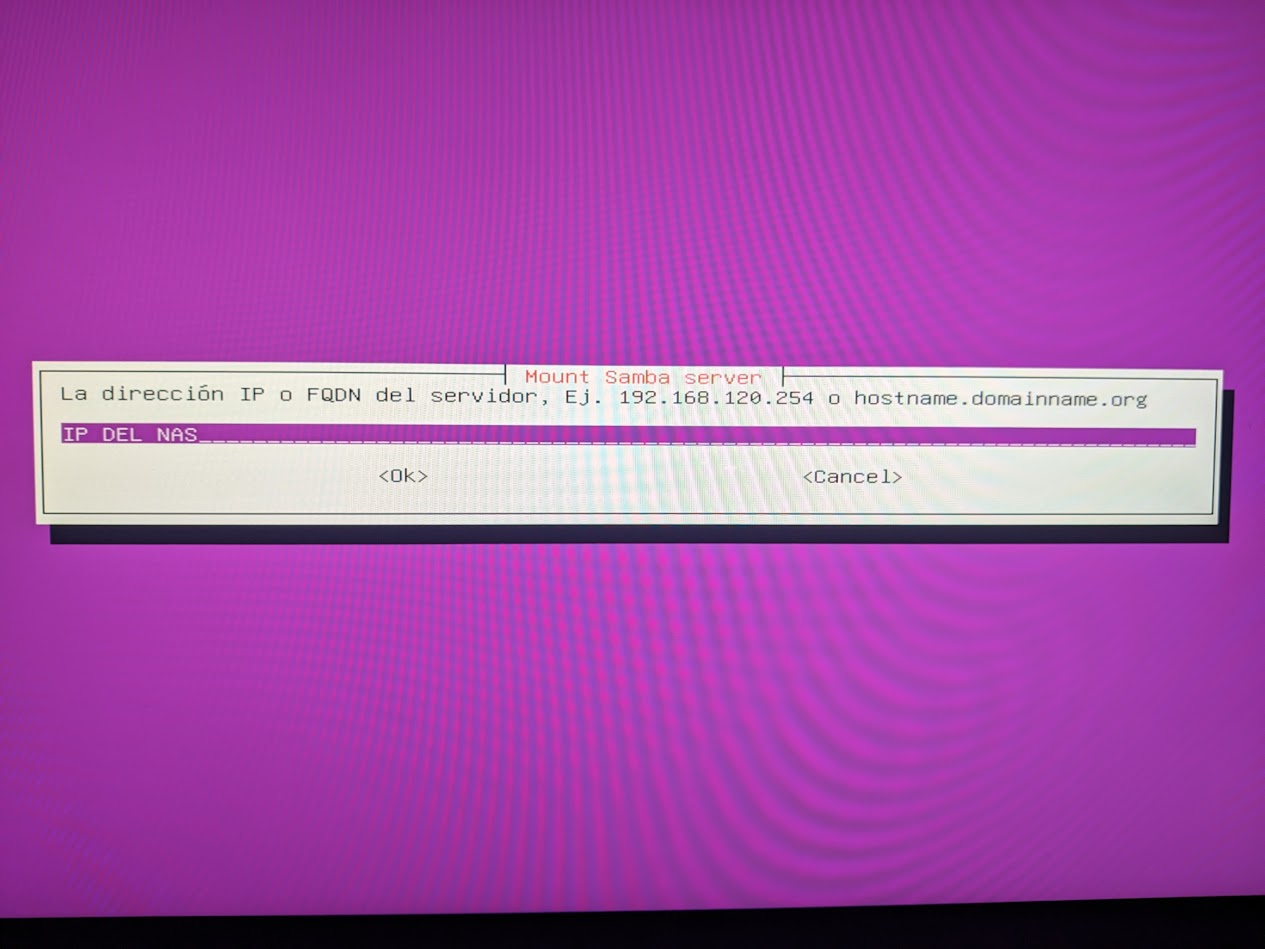 Mount Samba server
La dirección IP o FQDN del servidor, Ej. 192.168.120.254 o hostname.domainname.org
IP DEL NAS
<Ok> <Cancel>